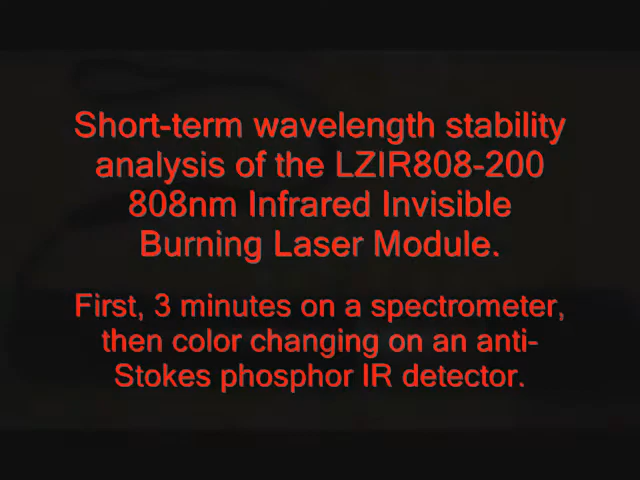 Short-term wavelength stability
analysis of the LZIR808-200
808nm Infrared Invisible
Burning Laser Module.
First, 3 minutes on a spectrometer,
then color changing on an anti-
Stokes phosphor IR detector.